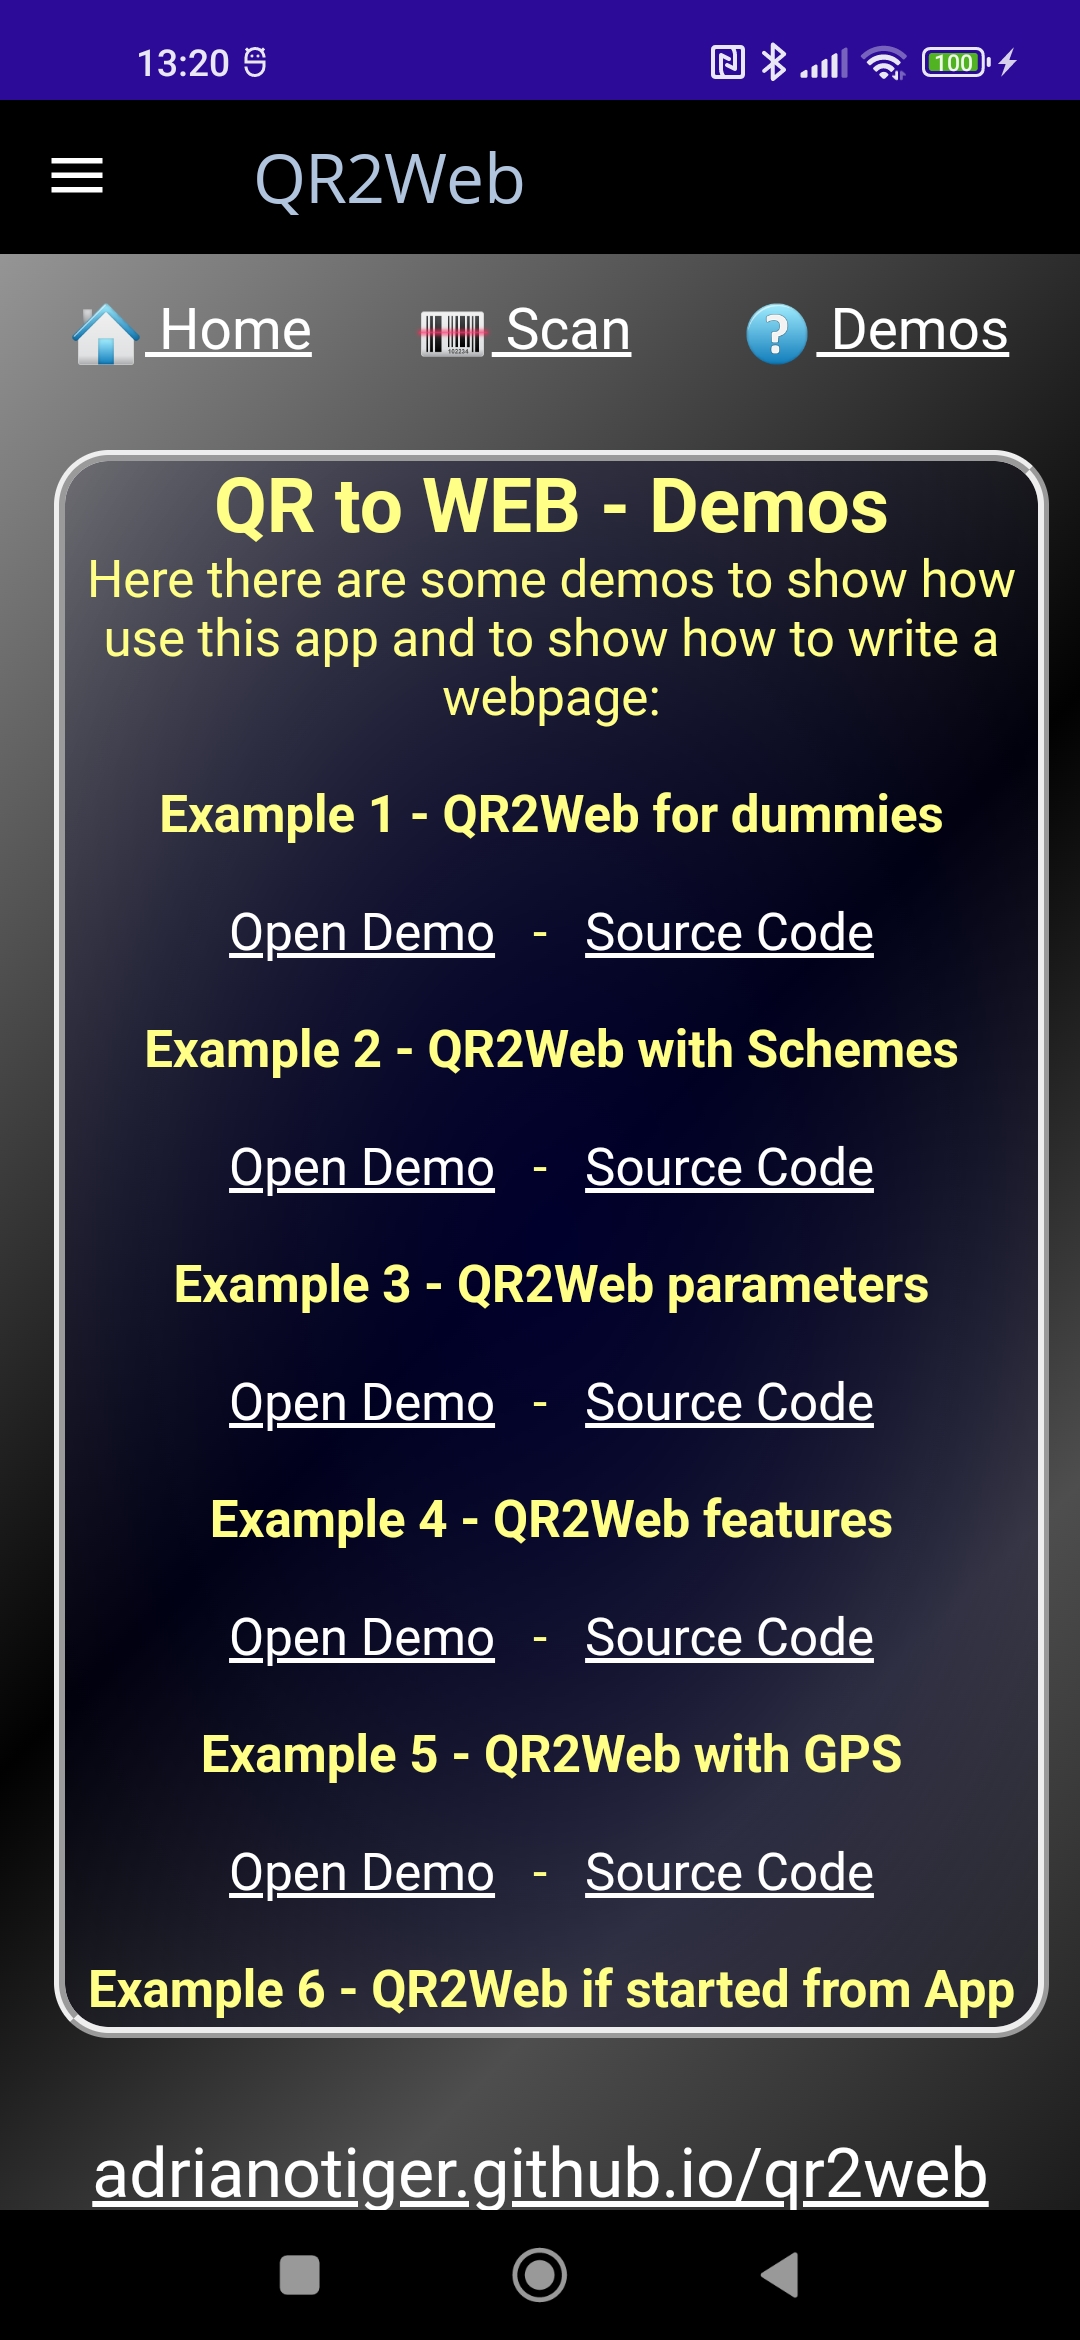 13:20
100
QR2Web
Home
Scan
Demos
QR to WEB - Demos
Here there are some demos to show how
use this app and to show how to write a
webpage:
Example 1 - QR2Web for dummies
Open Demo - Source Code
Example 2 - QR2Web with Schemes
Open Demo - Source Code
Example 3 - QR2Web parameters
Open Demo - Source Code
Example 4 - QR2Web features
Open Demo - Source Code
Example 5 - QR2Web with GPS
Open Demo - Source Code
Example 6 - QR2Web if started from App
adrianotiger.github.io/qr2web